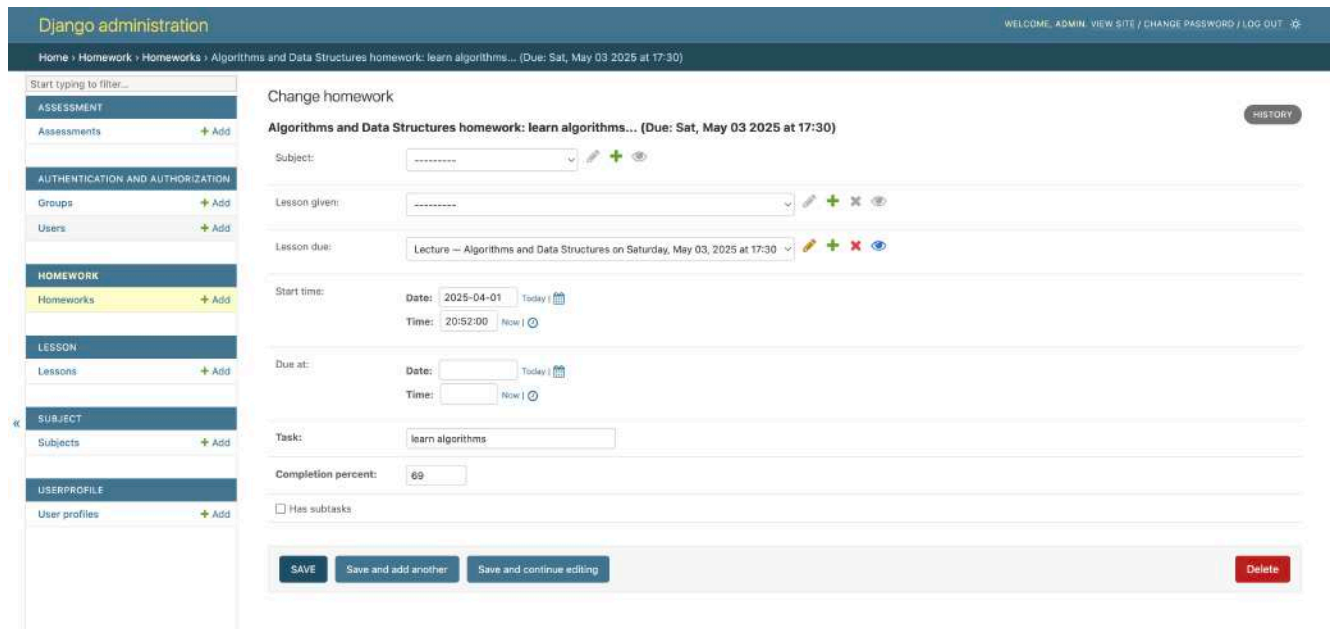 Django administration
WELCOME, ADMIN. VIEW SITE / CHANGE PASSWORD / LOG OUT
Home › Homework › Homeworks › Algorithms and Data Structures homework: learn algorithms... (Due: Sat, May 03 2025 at 17:30)
Start typing to filter...
ASSESSMENT
Assessments + Add
AUTHENTICATION AND AUTHORIZATION
Groups + Add
Users + Add
HOMEWORK
Homeworks + Add
LESSON
Lessons + Add
SUBJECT
Subjects + Add
USERPROFILE
User profiles + Add
«
Change homework
HISTORY
Algorithms and Data Structures homework: learn algorithms... (Due: Sat, May 03 2025 at 17:30)
Subject: ---------
Lesson given: ---------
Lesson due: Lecture — Algorithms and Data Structures on Saturday, May 03, 2025 at 17:30
Start time: Date: 2025-04-01 Today |
Time: 20:52:00 Now |
Due at: Date: Today |
Time: Now |
Task: learn algorithms
Completion percent: 69
Has subtasks
SAVE Save and add another Save and continue editing Delete